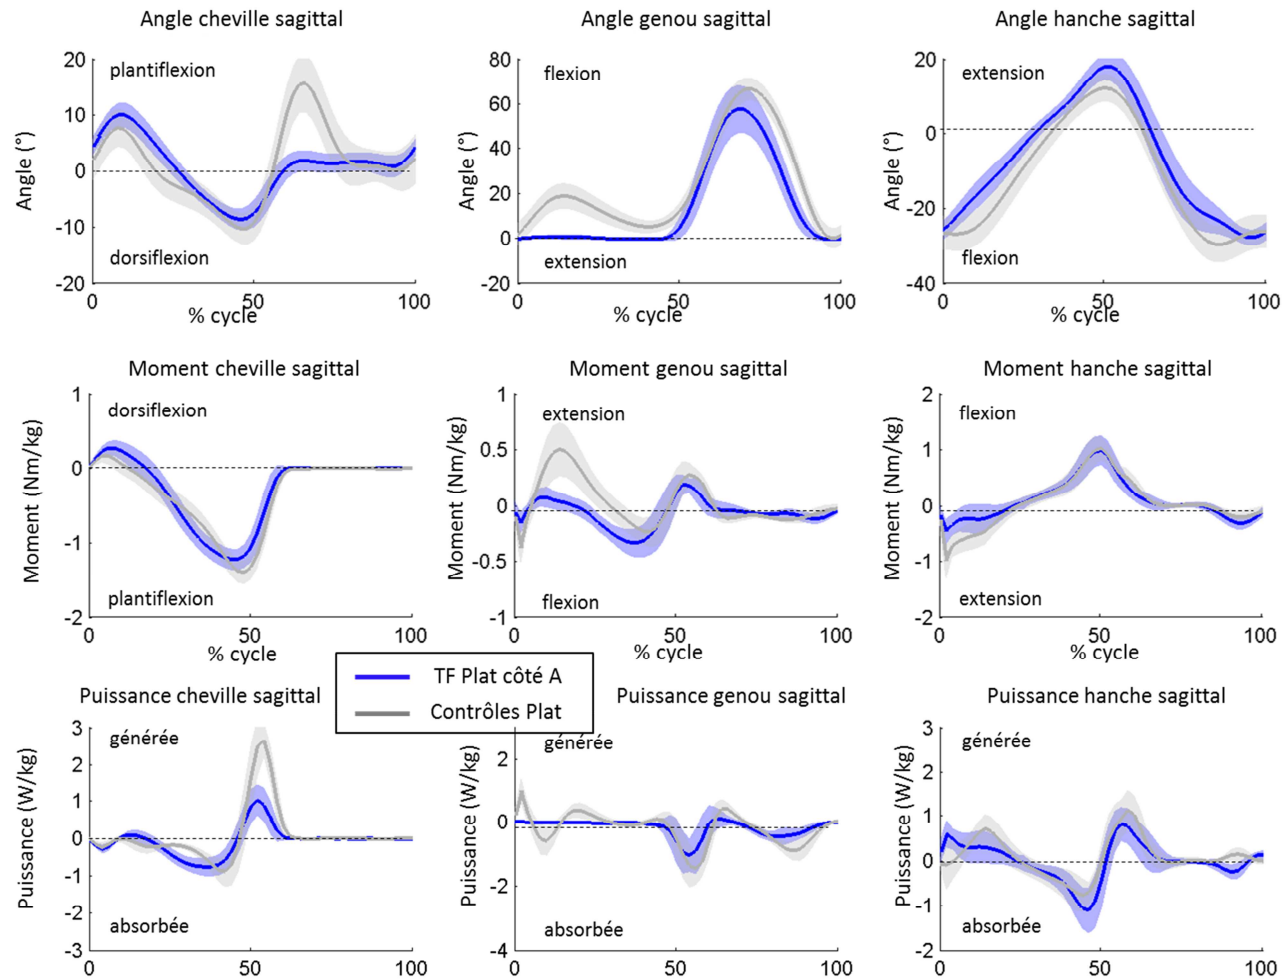 Angle cheville sagittal
Angle genou sagittal
Angle hanche sagittal
Angle (°)
20
10
0
-10
-20
plantiflexion
dorsiflexion
0
50
100
% cycle
Angle (°)
80
60
40
20
0
-20
flexion
extension
0
50
100
% cycle
Angle (°)
20
0
-20
-40
extension
flexion
0
50
100
% cycle
Moment cheville sagittal
Moment genou sagittal
Moment hanche sagittal
Moment (Nm/kg)
1
0
-1
-2
dorsiflexion
plantiflexion
0
50
100
% cycle
Moment (Nm/kg)
1
0.5
0
-0.5
-1
extension
flexion
0
50
100
% cycle
Moment (Nm/kg)
2
1
0
-1
-2
flexion
extension
0
50
100
% cycle
TF Plat côté A
Contrôles Plat
Puissance cheville sagittal
Puissance genou sagittal
Puissance hanche sagittal
Puissance (W/kg)
3
2
1
0
-1
-2
-3
générée
absorbée
0
50
100
Puissance (W/kg)
2
0
-2
-4
générée
absorbée
0
50
100
Puissance (W/kg)
3
2
1
0
-1
-2
générée
absorbée
0
50
100